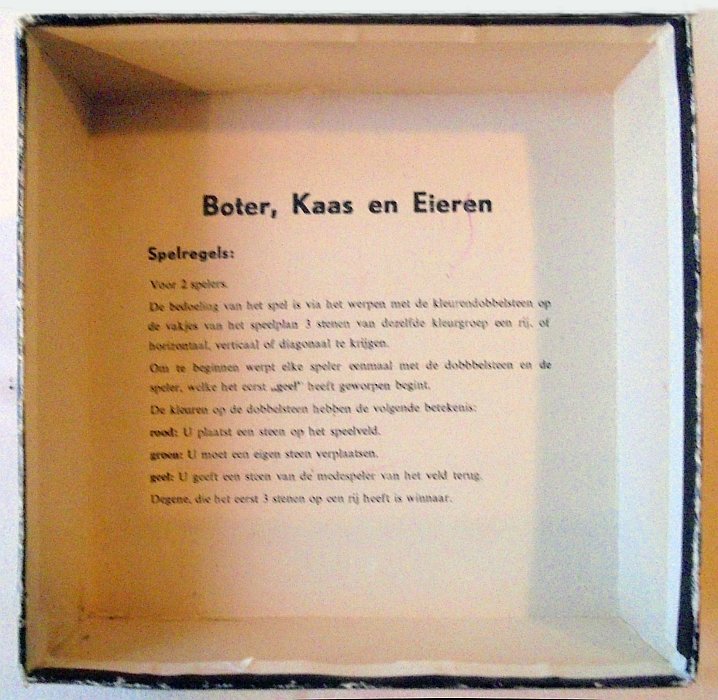 Boter, Kaas en Eieren
Spelregels:
Voor 2 spelers.
De bedoeling van het spel is via het werpen met de kleurendobbelsteen op
de vakjes van het speelplan 3 stenen van dezelfde kleurgroep een rij, of
horizontaal, verticaal of diagonaal te krijgen.
Om te beginnen werpt elke speler eenmaal met de dobbbelsteen en de
speler, welke het eerst „geel” heeft geworpen begint.
De kleuren op de dobbelsteen hebben de volgende betekenis:
rood: U plaatst een steen op het speelveld.
groen: U moet een eigen steen verplaatsen.
geel: U geeft een steen van de medespeler van het veld terug.
Degene, die het eerst 3 stenen op een rij heeft is winnaar.